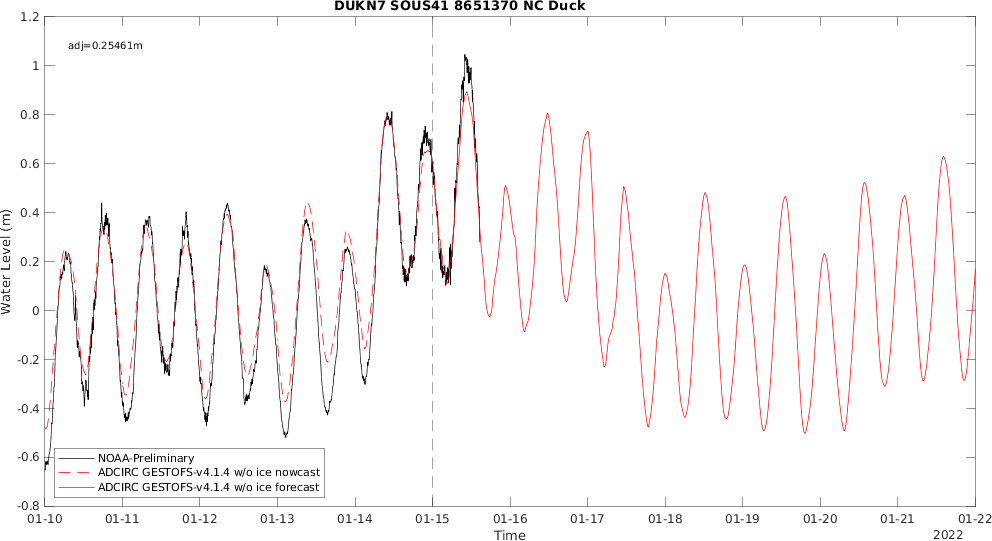 DUKN7 SOUS41 8651370 NC Duck
adj=0.25461m
Water Level (m)
1.2
1
0.8
0.6
0.4
0.2
0
-0.2
-0.4
-0.6
-0.8
NOAA-Preliminary
ADCIRC GESTOFS-v4.1.4 w/o ice nowcast
ADCIRC GESTOFS-v4.1.4 w/o ice forecast
01-10 01-11 01-12 01-13 01-14 01-15 01-16 01-17 01-18 01-19 01-20 01-21 01-22
Time
2022